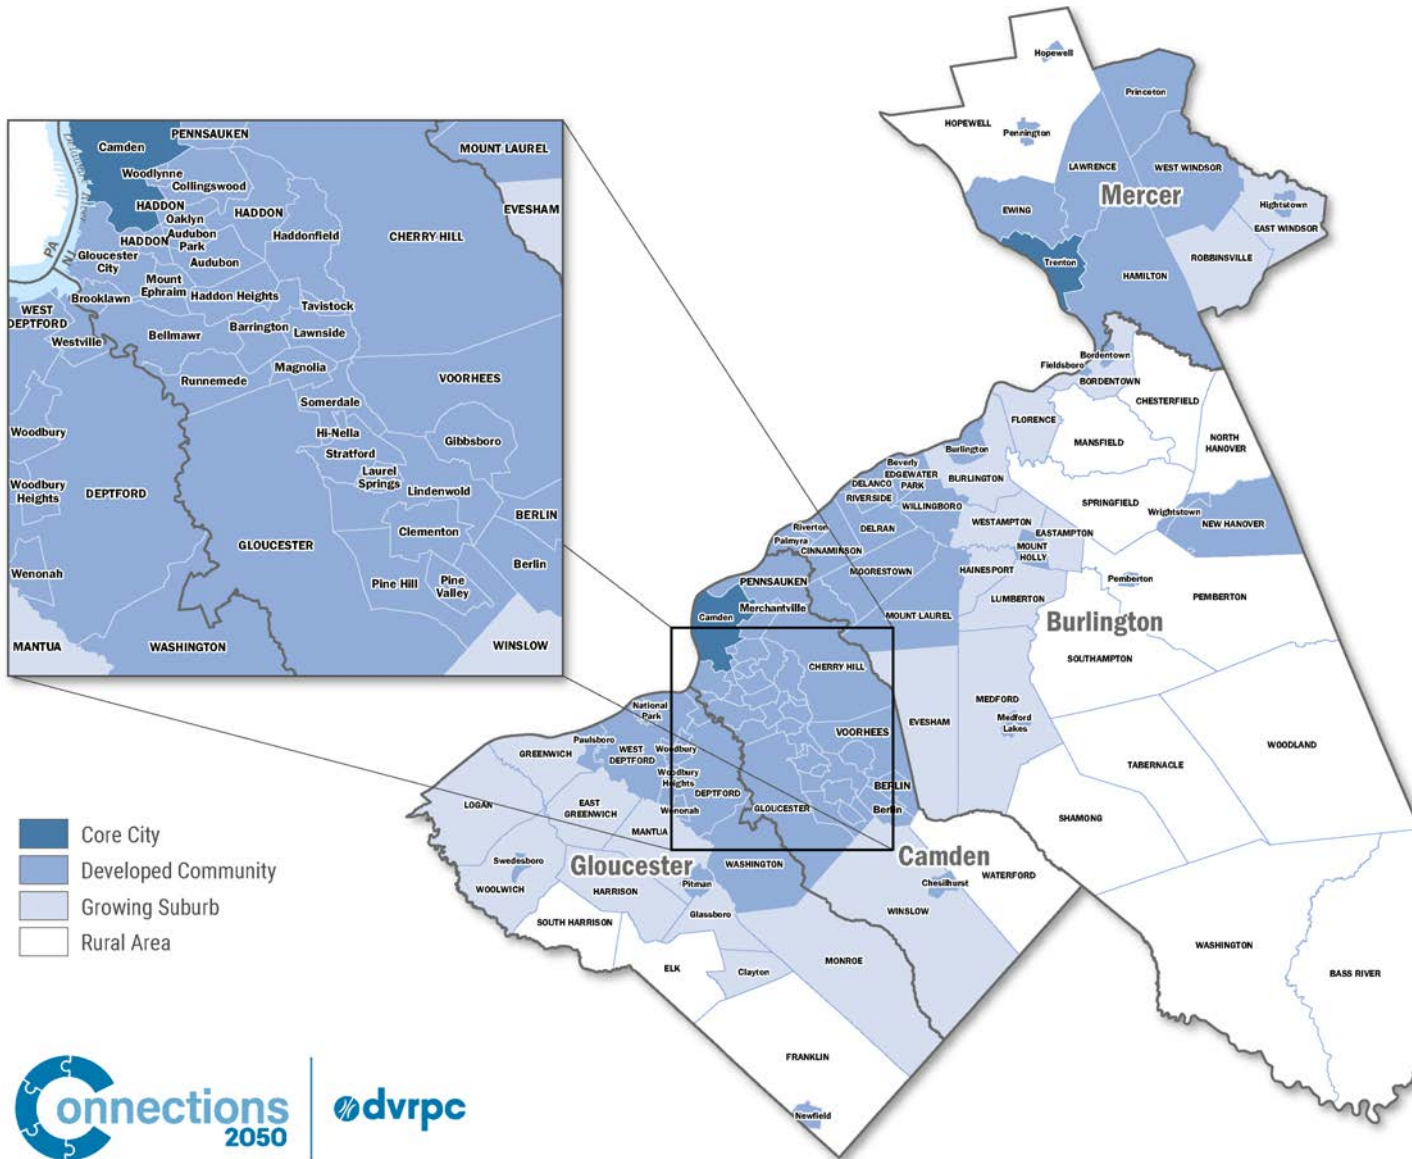 PENNSAUKEN
Camden
MOUNT LAUREL
Woodlynne
Collingswood
HADDON
Oaklyn
HADDON
EVESHAM
HADDON
Audubon
Park
Haddonfield
CHERRY HILL
PA
NJ
Gloucester
City
Audubon
Mount
Ephraim
Brooklawn
Haddon Heights
Tavistock
WEST
DEPTFORD
Westville
Bellmawr
Barrington
Lawnside
Runnemede
Magnolia
VOORHEES
Somerdale
Woodbury
Hi-Nella
Gibbsboro
Stratford
Laurel
Springs
Woodbury
Heights
DEPTFORD
Lindenwold
BERLIN
Clementon
GLOUCESTER
Berlin
Wenonah
Pine Hill
Pine
Valley
MANTUA
WASHINGTON
WINSLOW
Hopewell
Princeton
HOPEWELL
Pennington
LAWRENCE
WEST WINDSOR
Mercer
EWING
Hightstown
EAST WINDSOR
Trenton
ROBBINSVILLE
HAMILTON
Bordentown
Fieldsboro
BORDENTOWN
CHESTERFIELD
FLORENCE
MANSFIELD
NORTH
HANOVER
Burlington
Beverly
EDGEWATER
PARK
BURLINGTON
DELANCO
RIVERSIDE
WILLINGBORO
SPRINGFIELD
Wrightstown
NEW HANOVER
Riverton
DELRAN
WESTAMPTON
EASTAMPTON
Palmyra
CINNAMINSON
MOUNT
HOLLY
MOORESTOWN
HAINESPORT
PENNSAUKEN
Pemberton
PEMBERTON
Merchantville
LUMBERTON
Camden
MOUNT LAUREL
Burlington
SOUTHAMPTON
CHERRY HILL
MEDFORD
EVESHAM
Medford
Lakes
National
Park
VOORHEES
WOODLAND
Paulsboro
WEST
DEPTFORD
Woodbury
TABERNACLE
GREENWICH
Woodbury
Heights
BERLIN
DEPTFORD
LOGAN
EAST
GREENWICH
Wenonah
GLOUCESTER
Berlin
SHAMONG
MANTUA
Swedesboro
Gloucester
WASHINGTON
Camden
WATERFORD
WOOLWICH
HARRISON
Pitman
Chesilhurst
Glassboro
WINSLOW
SOUTH HARRISON
WASHINGTON
MONROE
ELK
Clayton
BASS RIVER
FRANKLIN
Newfield
Core City
Developed Community
Growing Suburb
Rural Area
Connections
2050
dvrpc